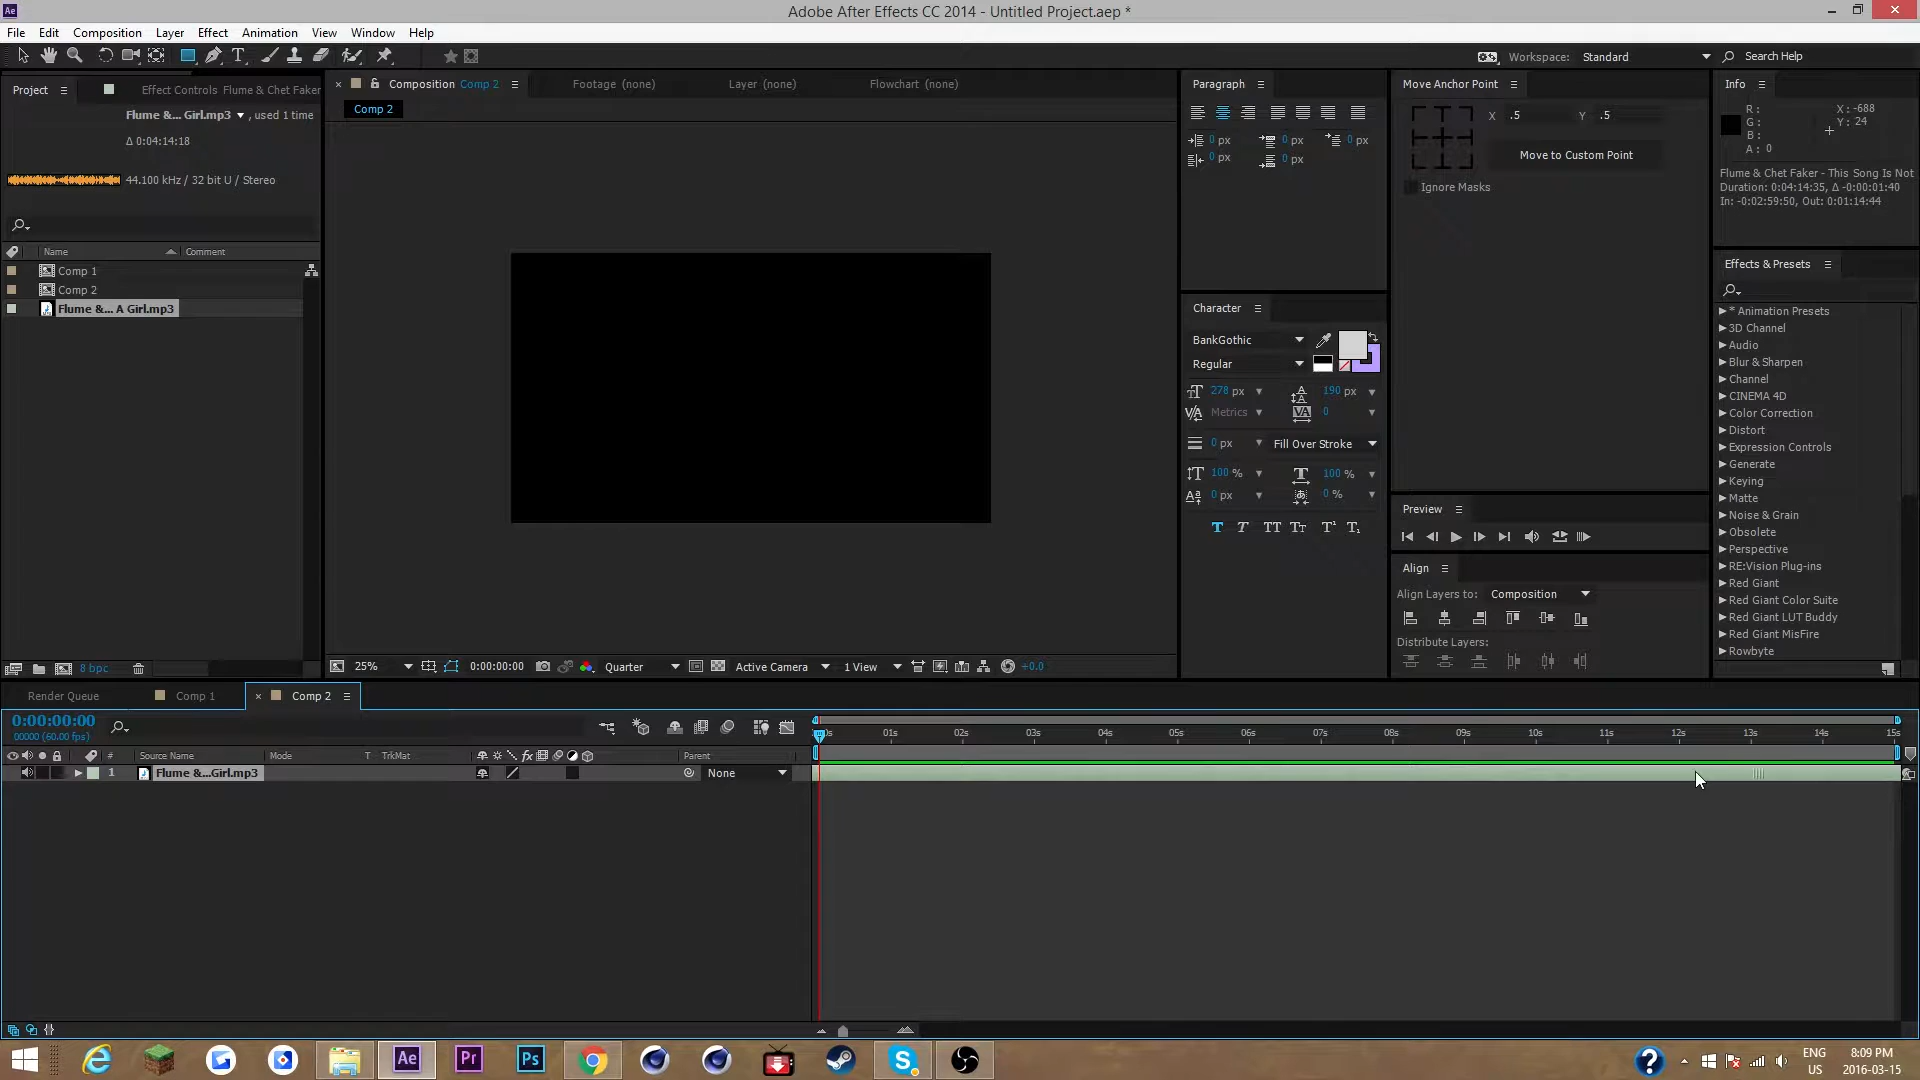 Ae
Adobe After Effects CC 2014 - Untitled Project.aep *
File Edit Composition Layer Effect Animation View Window Help
Workspace: Standard Search Help
Project
Effect Controls Flume & Chet Faker
Flume &... Girl.mp3 , used 1 time
Δ 0:04:14:18
44.100 kHz / 32 bit U / Stereo
Name Comment
Comp 1
Comp 2
Flume &... A Girl.mp3
8 bpc
Composition Comp 2
Footage (none)
Layer (none)
Flowchart (none)
Comp 2
25%
0:00:00:00
Quarter
Active Camera
1 View
+0.0
Paragraph
0 px 0 px 0 px
0 px 0 px
Character
BankGothic
Regular
278 px 190 px
Metrics 0
0 px Fill Over Stroke
100 % 100 %
0 px 0 %
T T TT Tт T¹ T₁
Move Anchor Point
X .5 Y .5
Move to Custom Point
Ignore Masks
Preview
Align
Align Layers to: Composition
Distribute Layers:
Info
R : X : -688
G : Y : 24
B :
A : 0
Flume & Chet Faker - This Song Is Not
Duration: 0:04:14:35, Δ -0:00:01:40
In: -0:02:59:50, Out: 0:01:14:44
Effects & Presets
* Animation Presets
3D Channel
Audio
Blur & Sharpen
Channel
CINEMA 4D
Color Correction
Distort
Expression Controls
Generate
Keying
Matte
Noise & Grain
Obsolete
Perspective
RE:Vision Plug-ins
Red Giant
Red Giant Color Suite
Red Giant LUT Buddy
Red Giant MisFire
Rowbyte
Render Queue
Comp 1
Comp 2
0:00:00:00
00000 (60.00 fps)
# Source Name Mode T TrkMat fx Parent
1 Flume &...Girl.mp3 None
01s 02s 03s 04s 05s 06s 07s 08s 09s 10s 11s 12s 13s 14s 15s
Ae Pr Ps
ENG
US
8:09 PM
2016-03-15